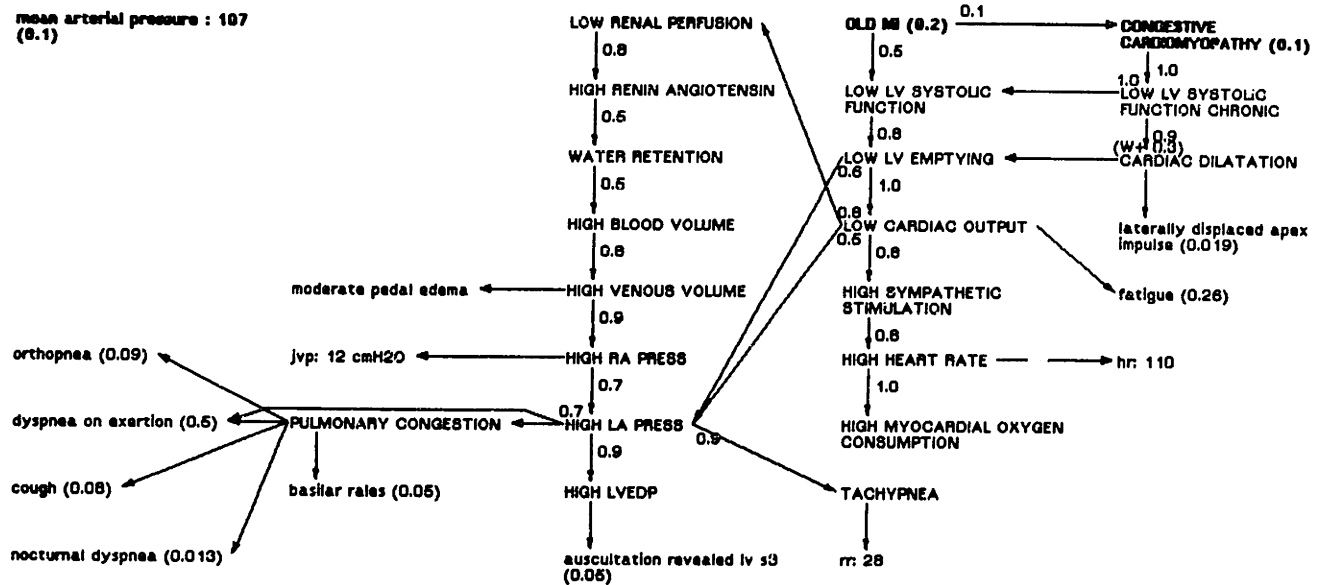 mean arterial pressure : 107
(0.1)
LOW RENAL PERFUSION
0.8
HIGH RENIN ANGIOTENSIN
0.5
WATER RETENTION
0.5
HIGH BLOOD VOLUME
0.8
moderate pedal edema
HIGH VENOUS VOLUME
0.9
jvp: 12 cmH2O
HIGH RA PRESS
0.7
0.7
HIGH LA PRESS
0.9
PULMONARY CONGESTION
orthopnea (0.09)
dyspnea on exertion (0.5)
cough (0.08)
nocturnal dyspnea (0.013)
basilar rales (0.05)
HIGH LVEDP
auscultation revealed lv s3
(0.05)
OLD MI (0.2)
0.1
CONGESTIVE
CARDIOMYOPATHY (0.1)
0.5
1.0
1.0
LOW LV SYSTOLIC
FUNCTION
LOW LV SYSTOLIC
FUNCTION CHRONIC
0.8
0.9
(W+ 0.3)
LOW LV EMPTYING
CARDIAC DILATATION
0.6
1.0
0.8
LOW CARDIAC OUTPUT
0.5
0.8
laterally displaced apex
impulse (0.019)
HIGH SYMPATHETIC
STIMULATION
fatigue (0.26)
0.8
HIGH HEART RATE
hr: 110
1.0
HIGH MYOCARDIAL OXYGEN
CONSUMPTION
0.9
TACHYPNEA
rr: 28